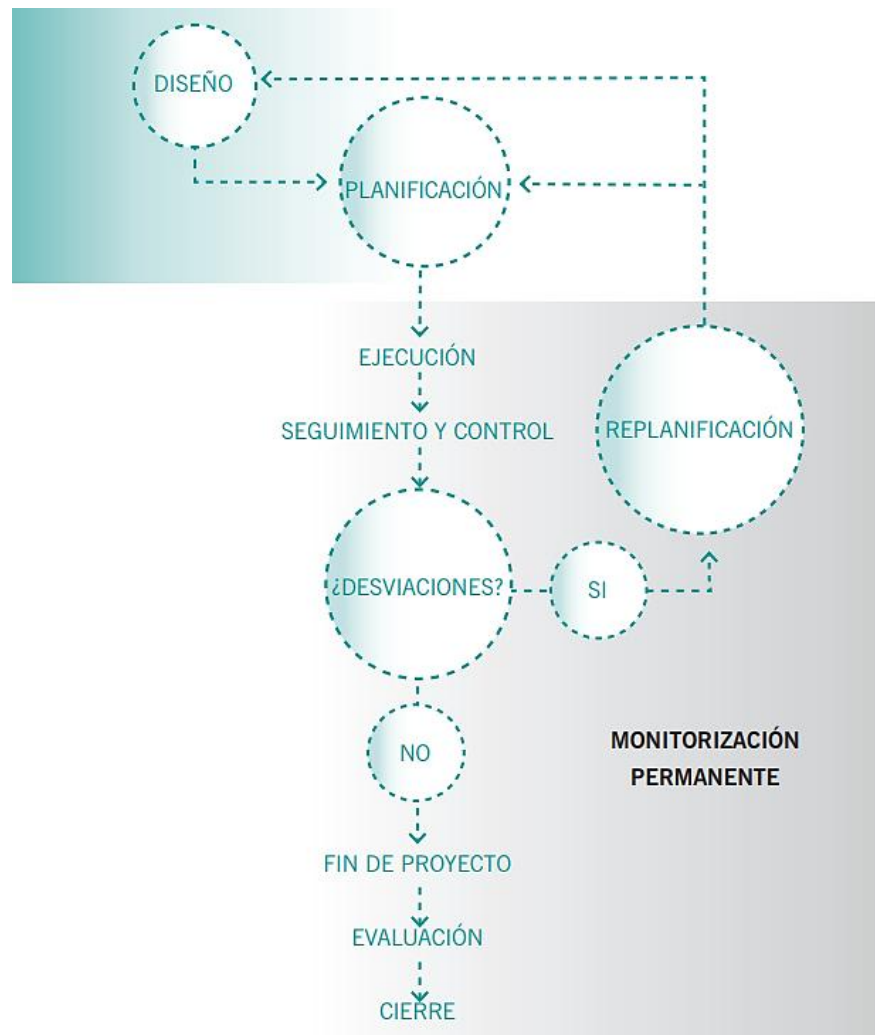 DISEÑO
PLANIFICACIÓN
EJECUCIÓN
SEGUIMIENTO Y CONTROL
REPLANIFICACIÓN
¿DESVIACIONES?
SI
NO
MONITORIZACIÓN
PERMANENTE
FIN DE PROYECTO
EVALUACIÓN
CIERRE